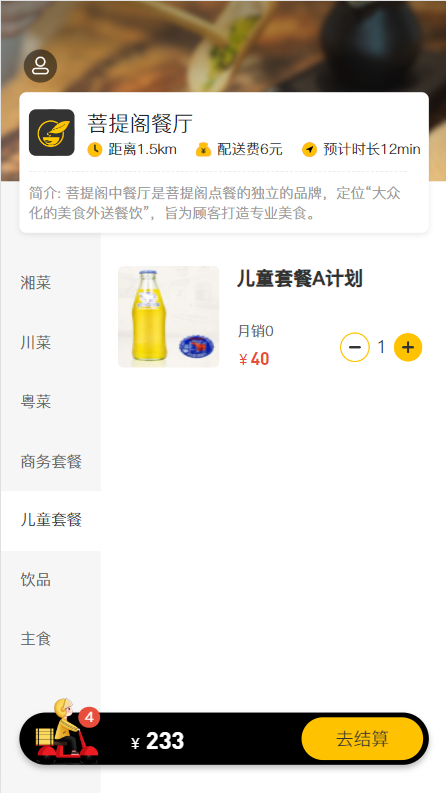 菩提阁餐厅
距离1.5km 配送费6元 预计时长12min
简介: 菩提阁中餐厅是菩提阁点餐的独立的品牌，定位“大众
化的美食外送餐饮”，旨为顾客打造专业美食。
湘菜
川菜
粤菜
商务套餐
儿童套餐
饮品
主食
儿童套餐A计划
月销0
￥40
1
4
￥233
去结算